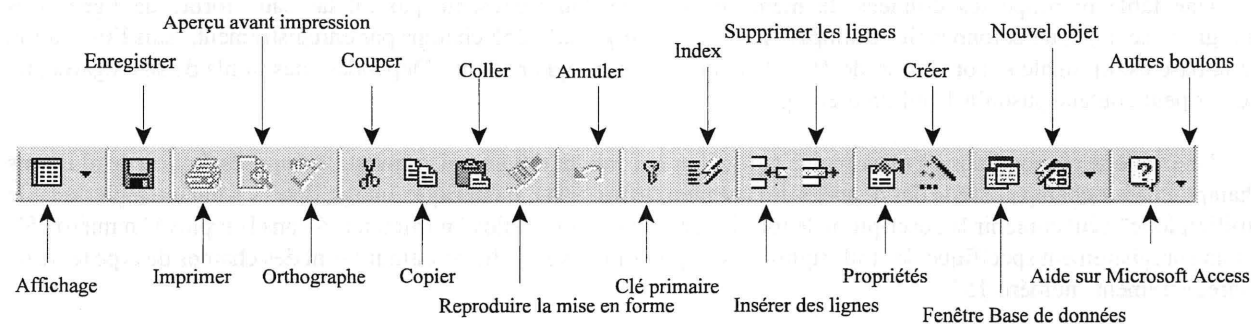 Aperçu avant impression
Supprimer les lignes
Nouvel objet
Enregistrer
Couper
Index
Coller
Annuler
Créer
Autres boutons
ABC
?
Affichage
Imprimer
Orthographe
Copier
Reproduire la mise en forme
Clé primaire
Insérer des lignes
Propriétés
Aide sur Microsoft Access
Fenêtre Base de données